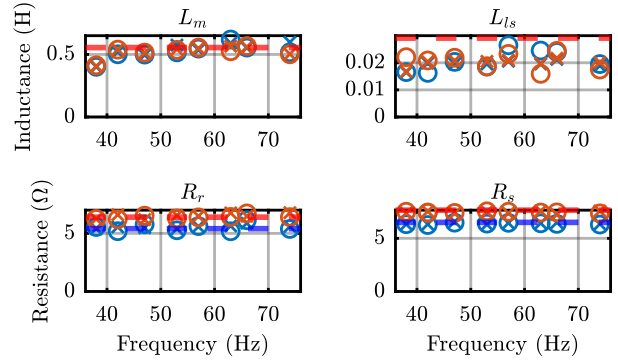 L_m
L_ls
Inductance (H)
0.5
0
0.02
0.01
0
40 50 60 70
40 50 60 70
R_r
R_s
Resistance (Ω)
5
0
5
0
40 50 60 70
40 50 60 70
Frequency (Hz)
Frequency (Hz)